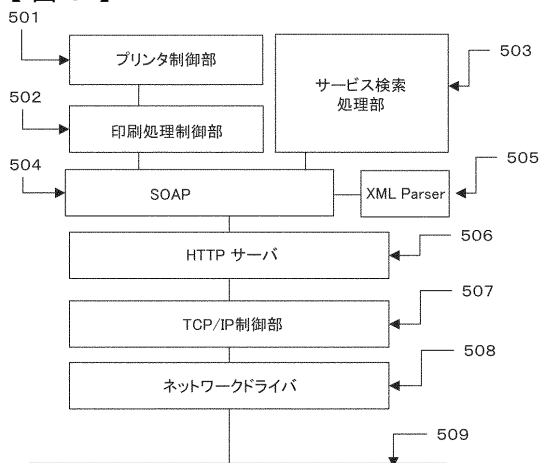 501
プリンタ制御部
サービス検索
処理部
503
502
印刷処理制御部
504
SOAP
XML Parser
505
HTTP サーバ
506
TCP/IP制御部
507
ネットワークドライバ
508
509